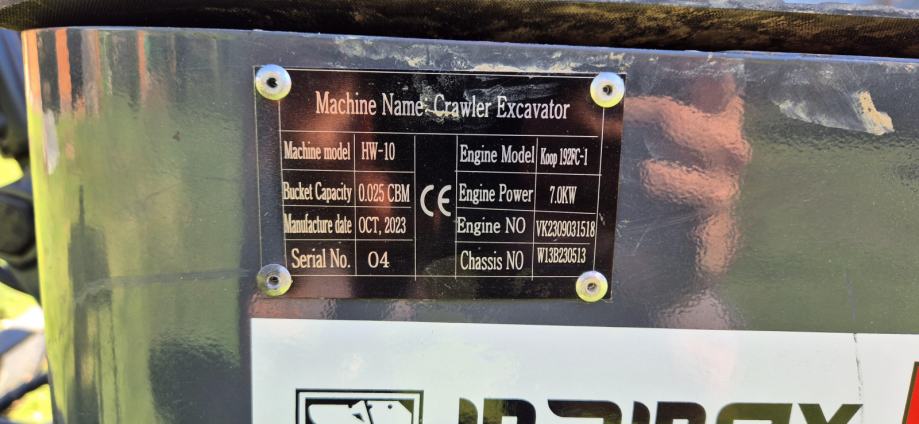 Machine Name: Crawler Excavator
Machine model HW-10 Engine Model Koop 192FC-1
Bucket Capacity 0.025 CBM CE Engine Power 7.0KW
Manufacture date OCT, 2023 Engine NO VK2309031518
Serial No. 04 Chassis NO W13B230513